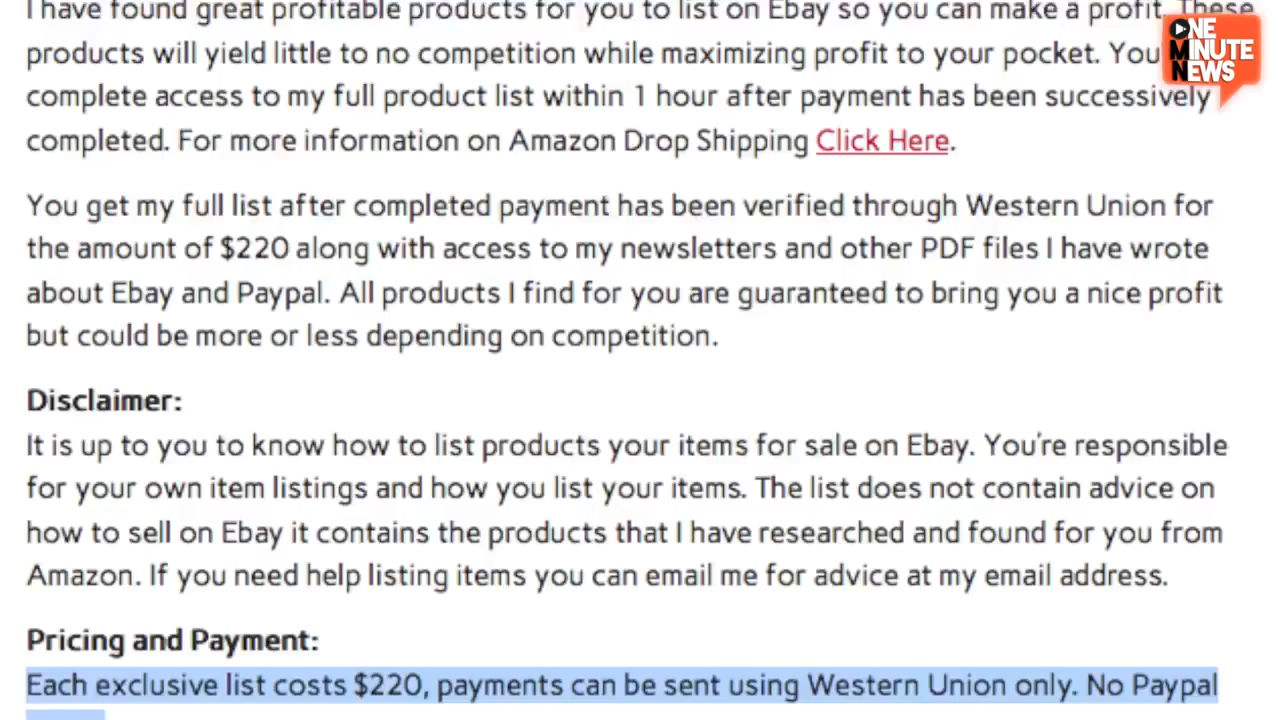 I have found great profitable products for you to list on Ebay so you can make a profit. These
products will yield little to no competition while maximizing profit to your pocket. You
complete access to my full product list within 1 hour after payment has been successively
completed. For more information on Amazon Drop Shipping Click Here.
You get my full list after completed payment has been verified through Western Union for
the amount of $220 along with access to my newsletters and other PDF files I have wrote
about Ebay and Paypal. All products I find for you are guaranteed to bring you a nice profit
but could be more or less depending on competition.
Disclaimer:
It is up to you to know how to list products your items for sale on Ebay. You're responsible
for your own item listings and how you list your items. The list does not contain advice on
how to sell on Ebay it contains the products that I have researched and found for you from
Amazon. If you need help listing items you can email me for advice at my email address.
Pricing and Payment:
Each exclusive list costs $220, payments can be sent using Western Union only. No Paypal
ONE
MINUTE
NEWS